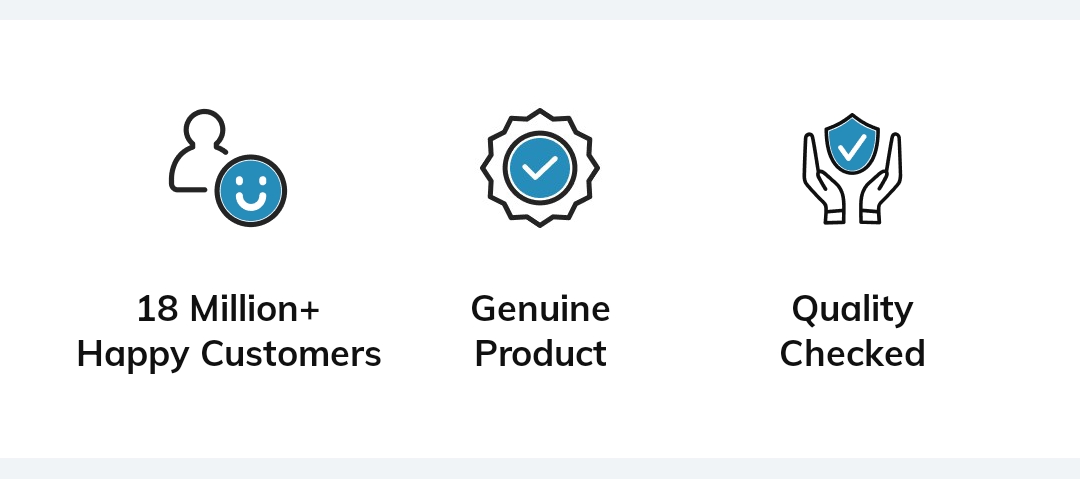 18 Million+
Happy Customers
Genuine
Product
Quality
Checked